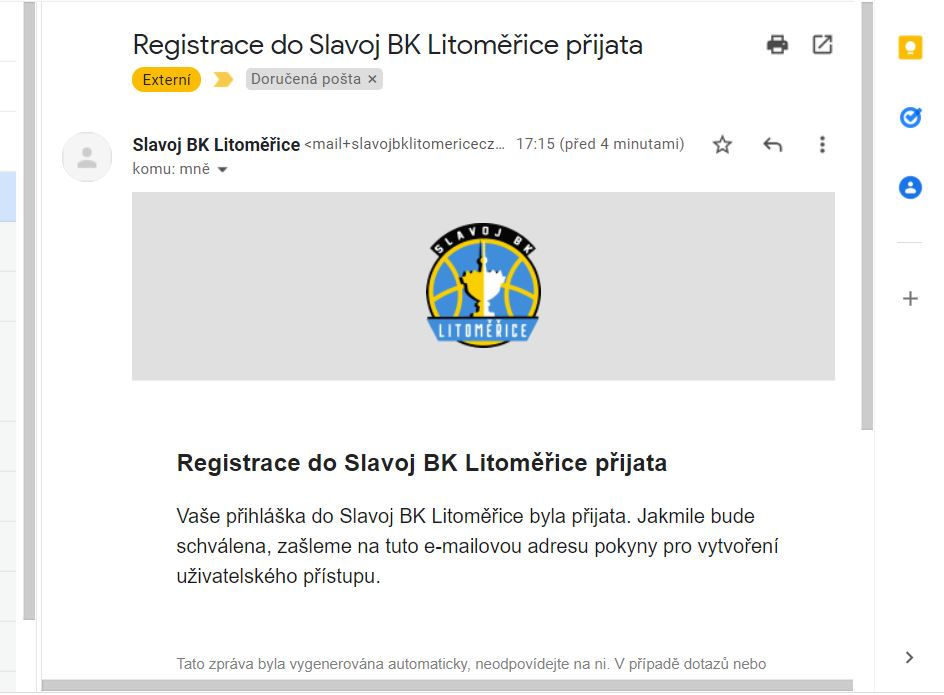 Registrace do Slavoj BK Litoměřice přijata
Externí Doručená pošta ×
Slavoj BK Litoměřice <mail+slavojbklitomericecz... 17:15 (před 4 minutami)
komu: mně
SLAVOJ BK
LITOMĚŘICE
Registrace do Slavoj BK Litoměřice přijata
Vaše přihláška do Slavoj BK Litoměřice byla přijata. Jakmile bude
schválena, zašleme na tuto e-mailovou adresu pokyny pro vytvoření
uživatelského přístupu.
Tato zpráva byla vygenerována automaticky, neodpovídejte na ni. V případě dotazů nebo